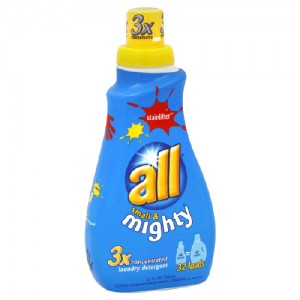 3x
stainlifter
all
small & mighty
3x concentrated
laundry detergent
32 loads